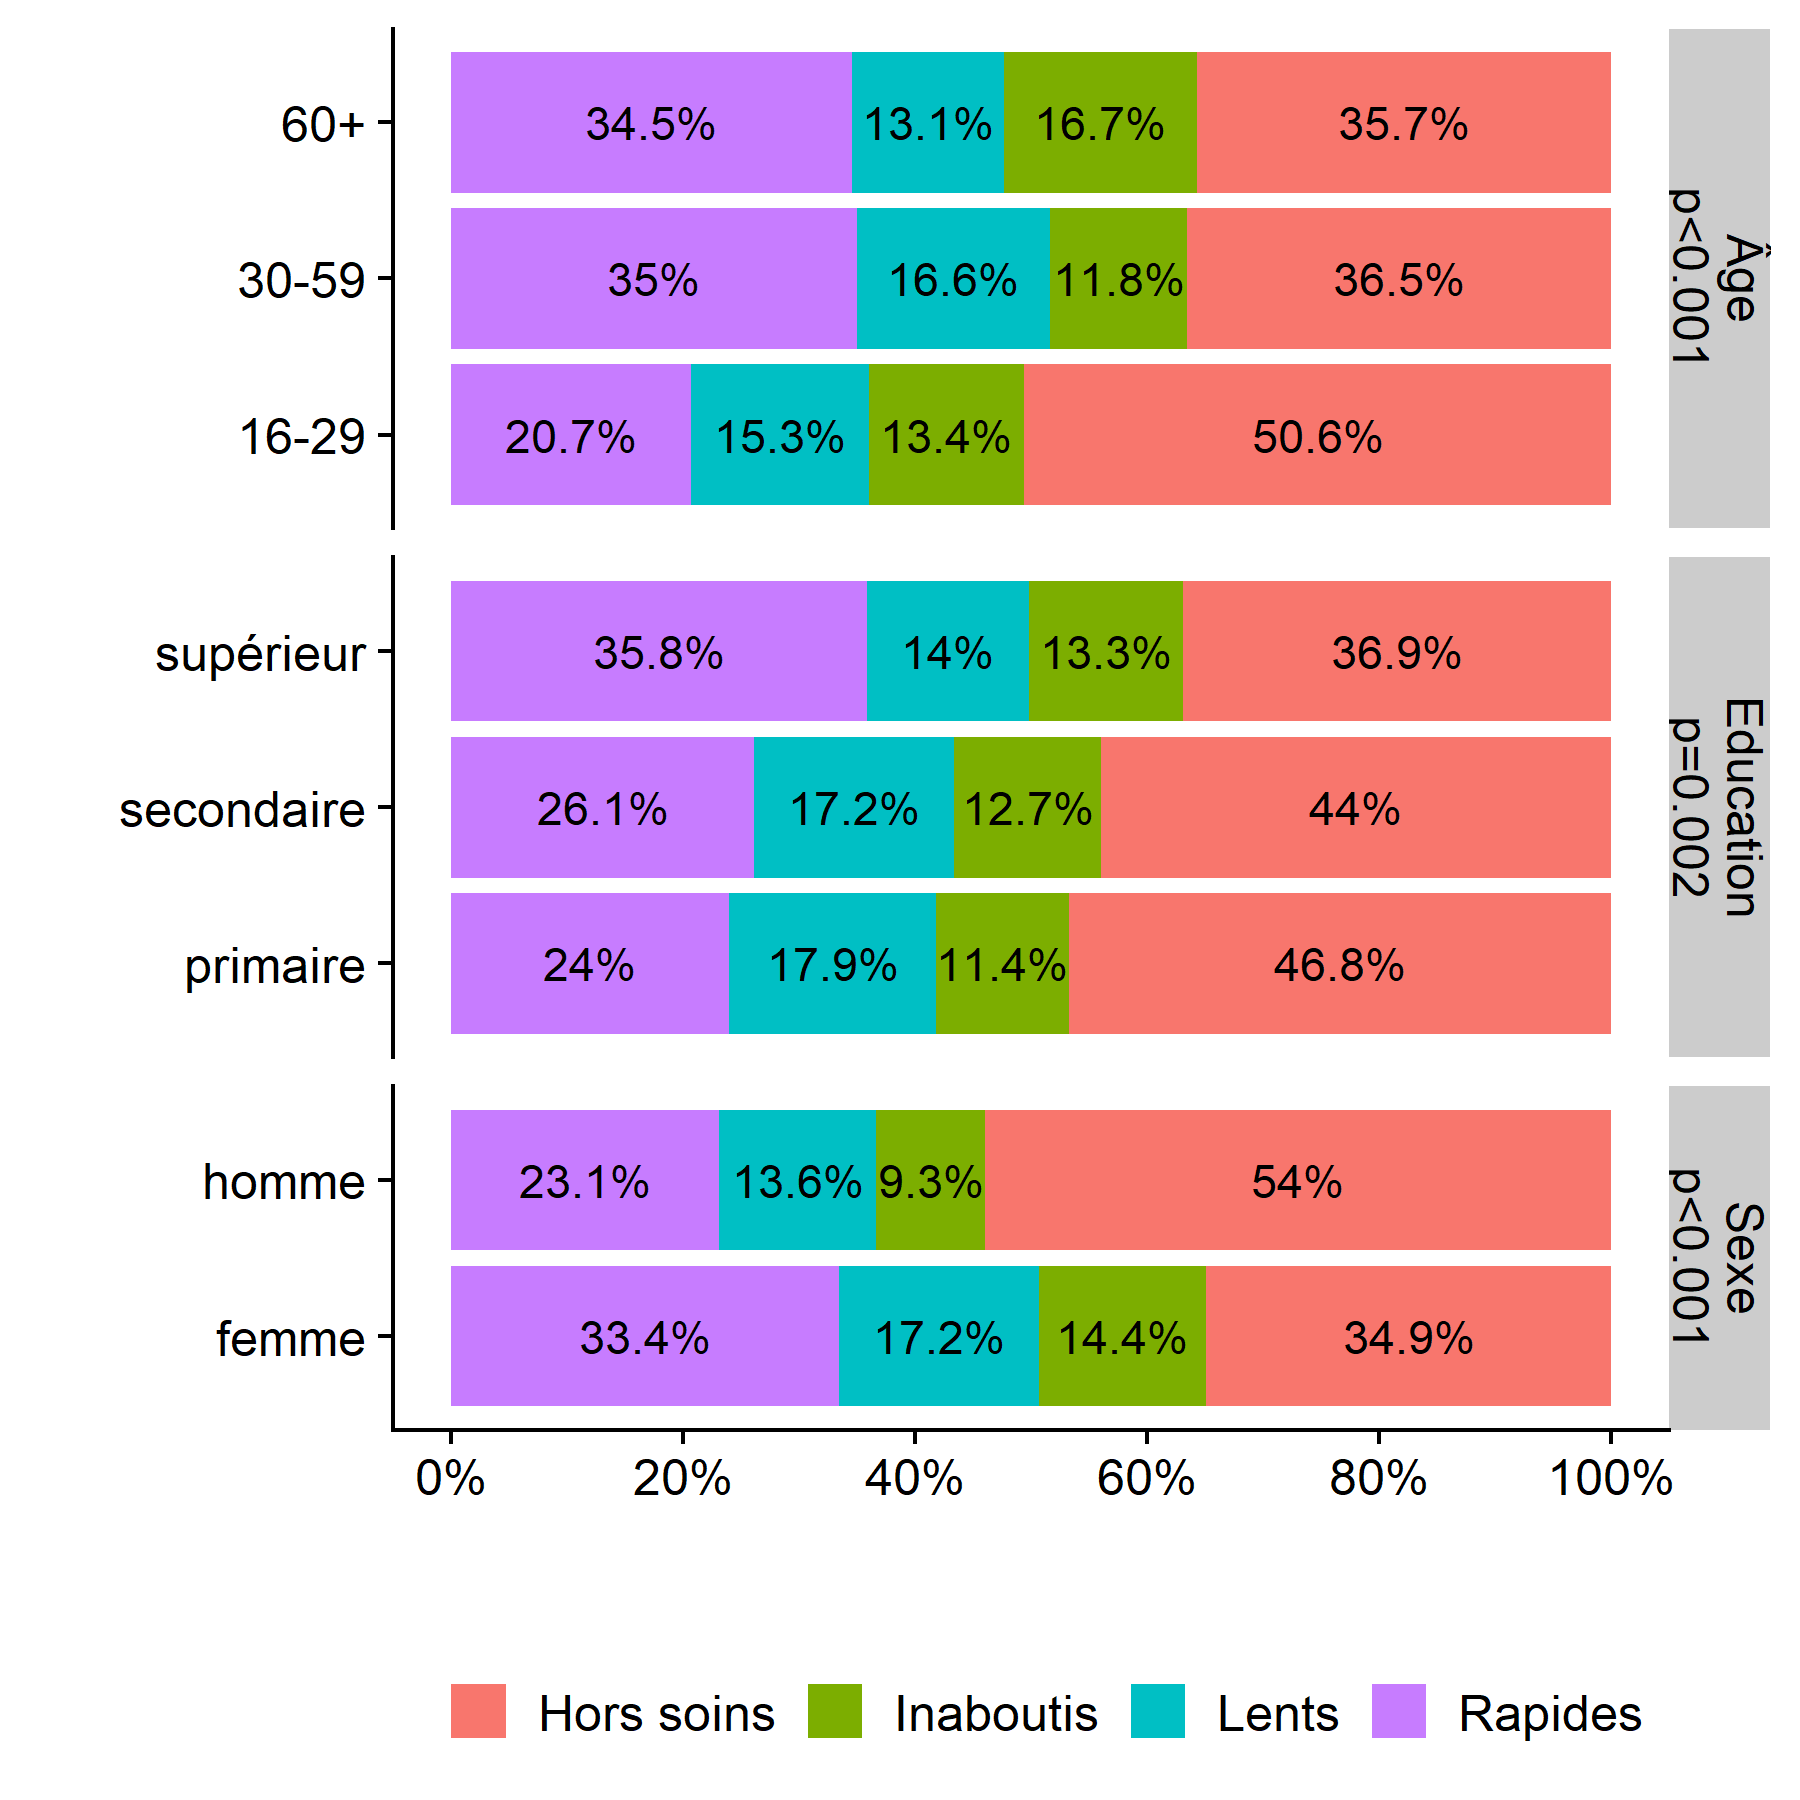 60+ 34.5% 13.1% 16.7% 35.7%
30-59 35% 16.6% 11.8% 36.5%
16-29 20.7% 15.3% 13.4% 50.6%
Âge
p<0.001
supérieur 35.8% 14% 13.3% 36.9%
secondaire 26.1% 17.2% 12.7% 44%
primaire 24% 17.9% 11.4% 46.8%
Education
p=0.002
homme 23.1% 13.6% 9.3% 54%
femme 33.4% 17.2% 14.4% 34.9%
Sexe
p<0.001
0% 20% 40% 60% 80% 100%
Hors soins Inaboutis Lents Rapides